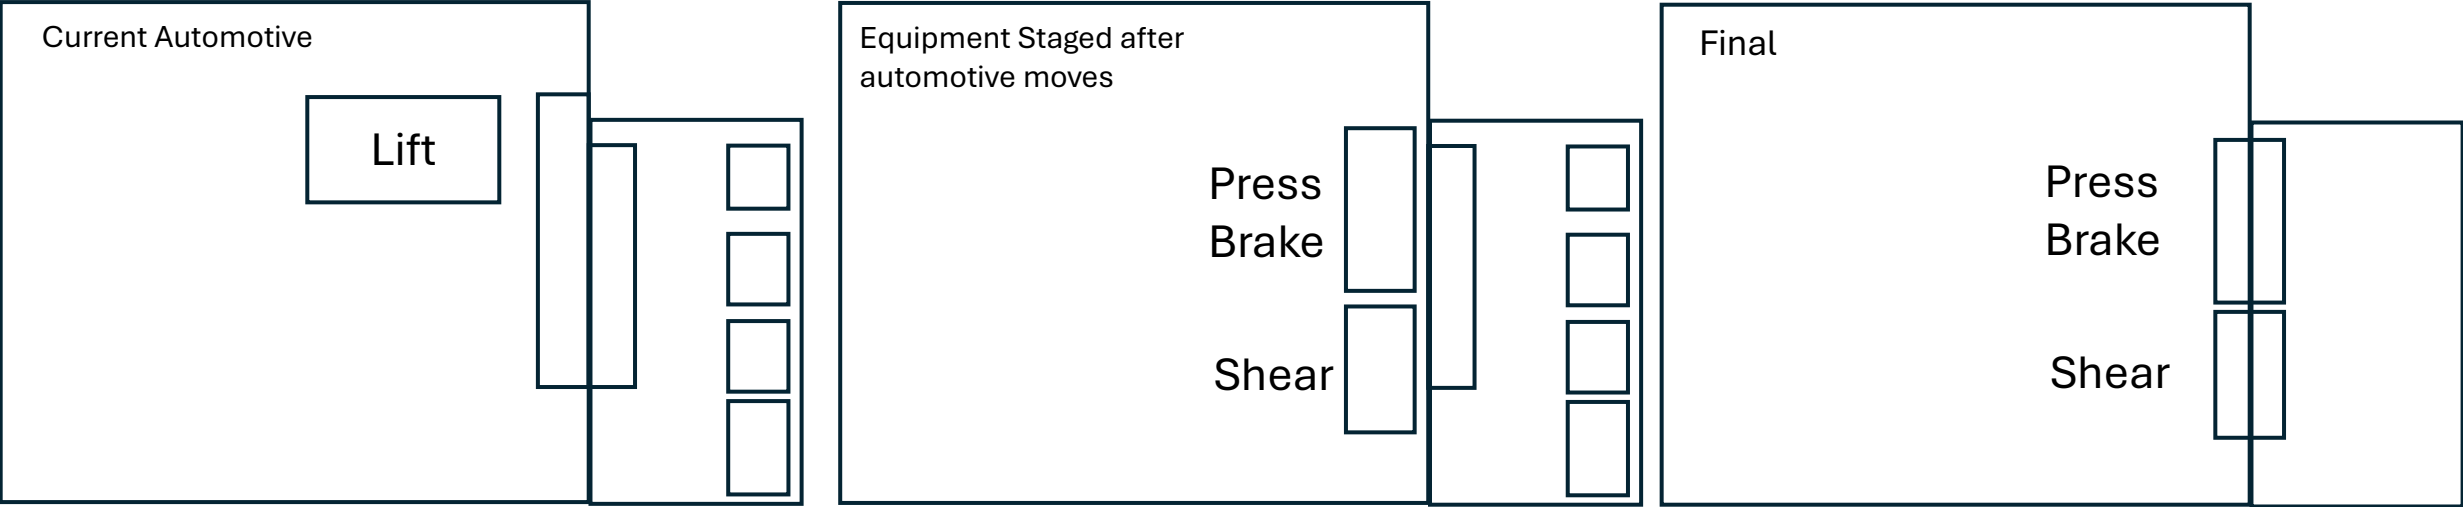 Current Automotive
Lift
Equipment Staged after
automotive moves
Press
Brake
Shear
Final
Press
Brake
Shear